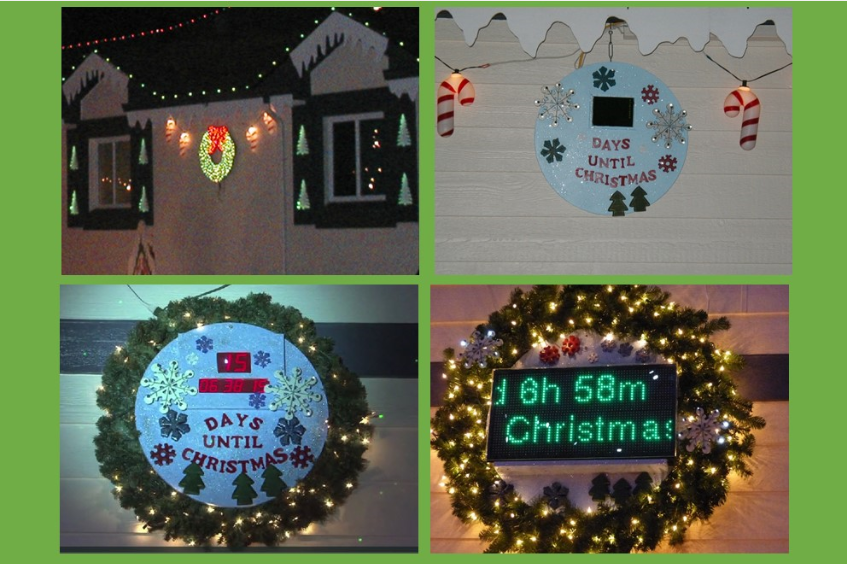 DAYS
UNTIL
CHRISTMAS
15
DAYS
UNTIL
CHRISTMAS
d 8h 58m
Christmas